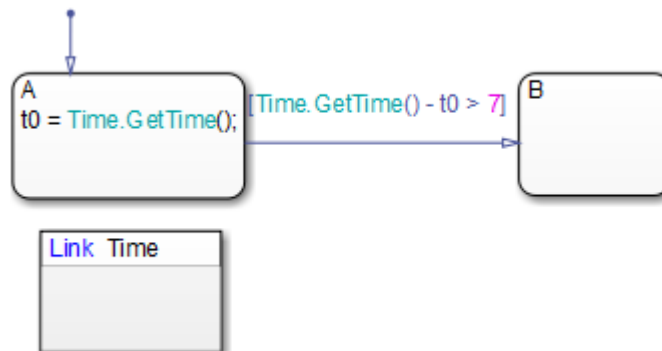 A
t0 = Time.GetTime();
[Time.GetTime() - t0 > 7]
B
Link Time